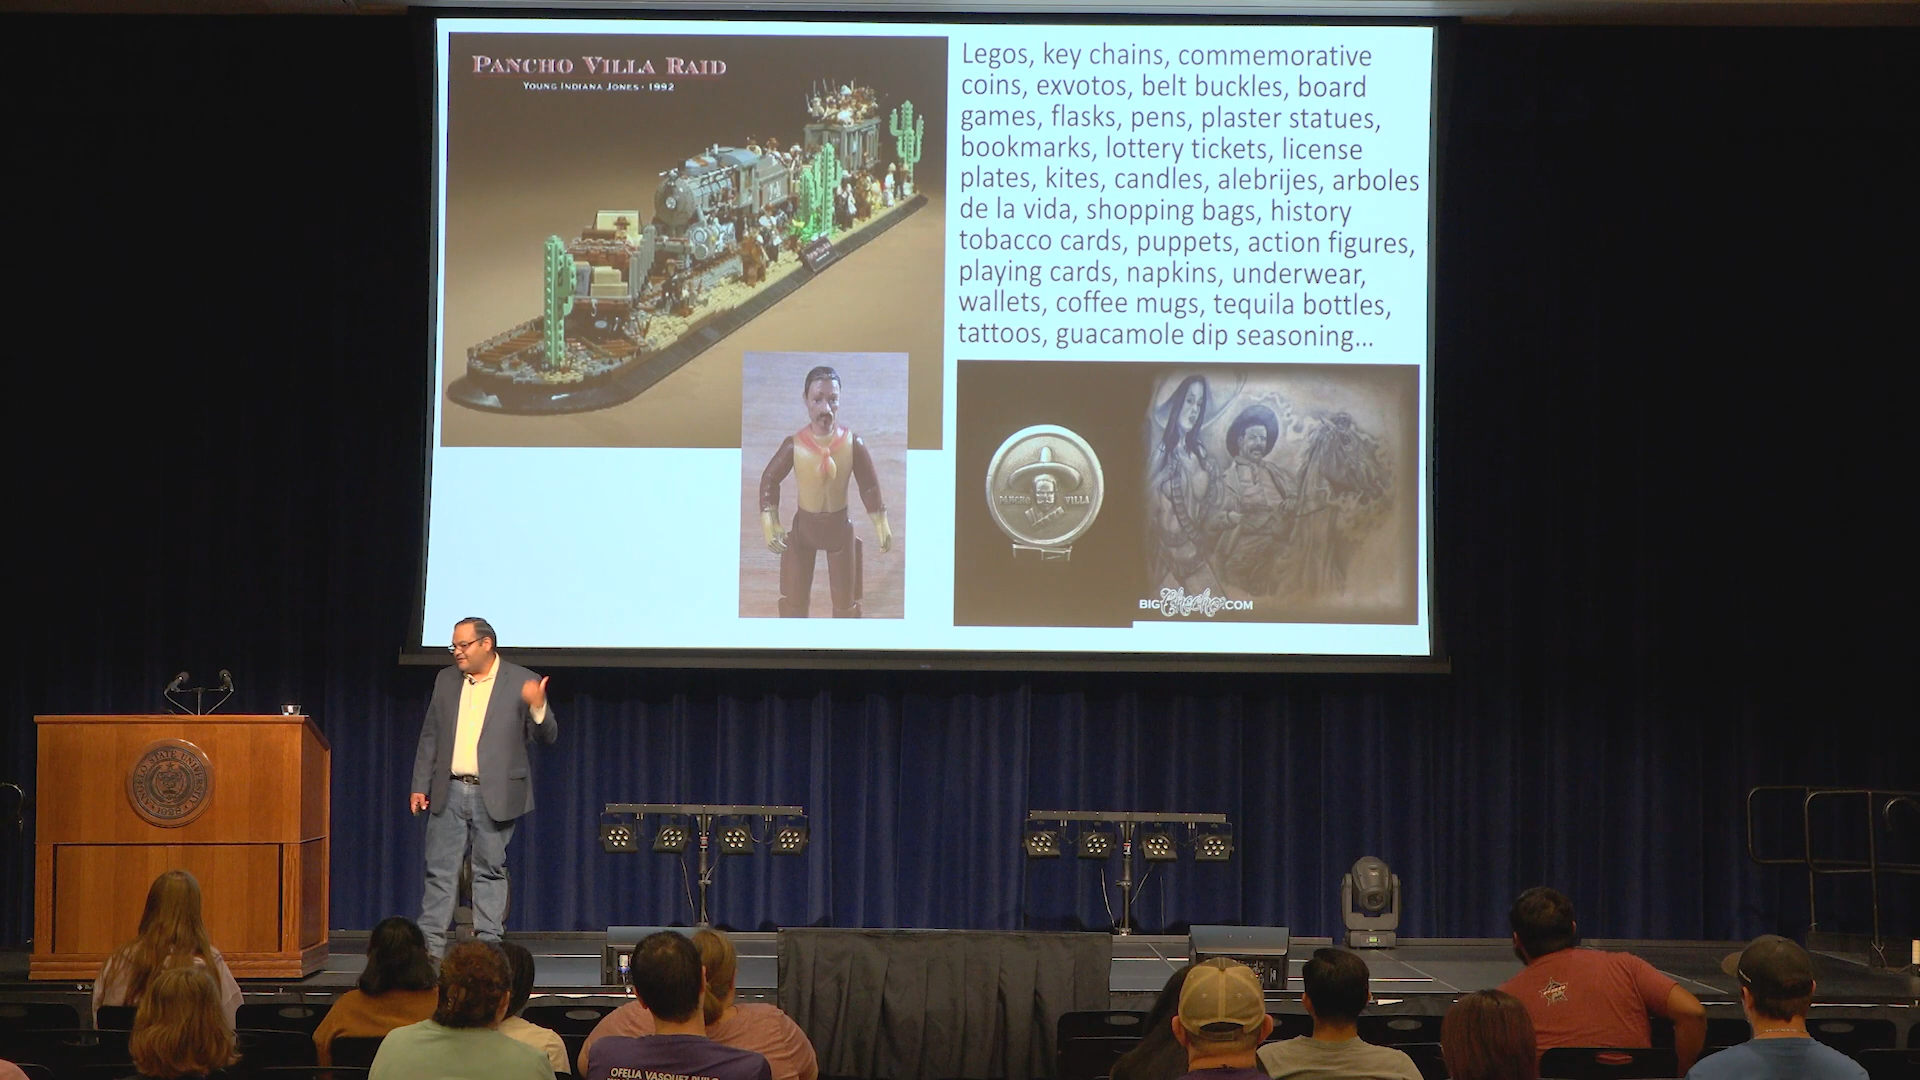 PANCHO VILLA RAID
YOUNG INDIANA JONES · 1992
Legos, key chains, commemorative
coins, exvotos, belt buckles, board
games, flasks, pens, plaster statues,
bookmarks, lottery tickets, license
plates, kites, candles, alebrijes, arboles
de la vida, shopping bags, history
tobacco cards, puppets, action figures,
playing cards, napkins, underwear,
wallets, coffee mugs, tequila bottles,
tattoos, guacamole dip seasoning...
PANCHO VILLA
BIG .COM
ANGELO STATE UNIVERSITY
OFELIA VASQUEZ